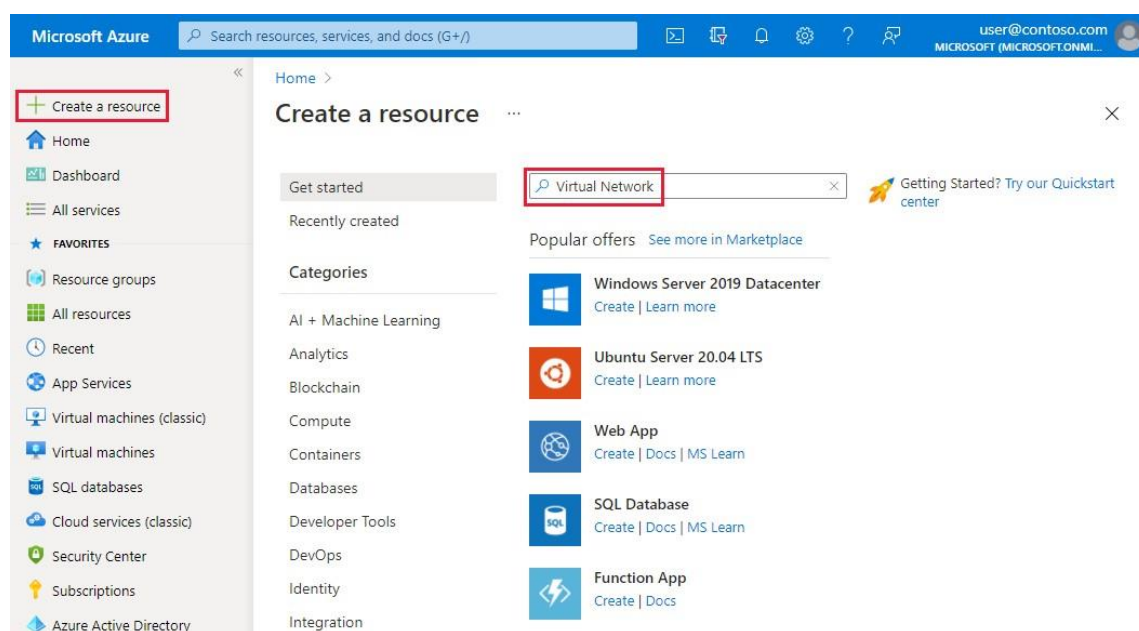 Microsoft Azure
Search resources, services, and docs (G+/)
user@contoso.com
MICROSOFT (MICROSOFT.ONMI...
Create a resource
Home
Dashboard
All services
FAVORITES
Resource groups
All resources
Recent
App Services
Virtual machines (classic)
Virtual machines
SQL databases
Cloud services (classic)
Security Center
Subscriptions
Azure Active Directory
Home >
Create a resource ...
Get started
Recently created
Categories
AI + Machine Learning
Analytics
Blockchain
Compute
Containers
Databases
Developer Tools
DevOps
Identity
Integration
Virtual Network
Popular offers See more in Marketplace
Windows Server 2019 Datacenter
Create | Learn more
Ubuntu Server 20.04 LTS
Create | Learn more
Web App
Create | Docs | MS Learn
SQL
SQL Database
Create | Docs | MS Learn
Function App
Create | Docs
Getting Started? Try our Quickstart
center